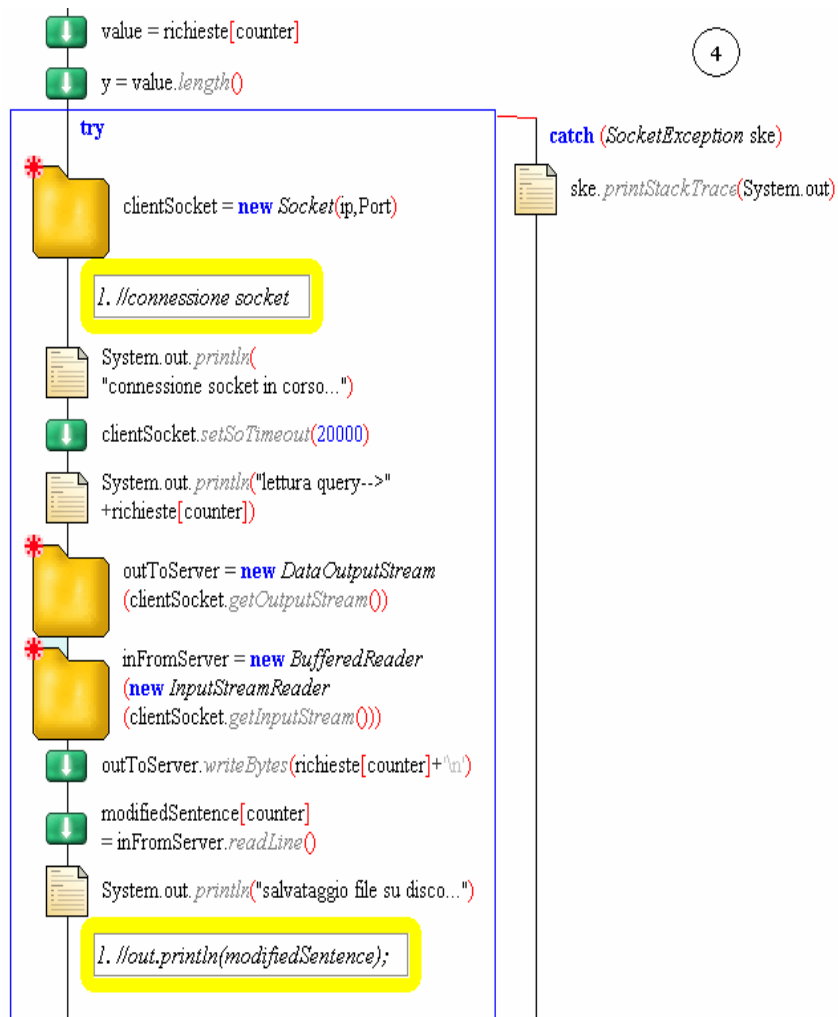 value = richieste[counter]
4
y = value.length()
try
catch (SocketException ske)
ske.printStackTrace(System.out)
clientSocket = new Socket(ip,Port)
1. //connessione socket
System.out.println(
"connessione socket in corso...")
clientSocket.setSoTimeout(20000)
System.out.println("lettura query-->"
+richieste[counter])
outToServer = new DataOutputStream
(clientSocket.getOutputStream())
inFromServer = new BufferedReader
(new InputStreamReader
(clientSocket.getInputStream()))
outToServer.writeBytes(richieste[counter]+'\n')
modifiedSentence[counter]
= inFromServer.readLine()
System.out.println("salvataggio file su disco...")
1. //out.println(modifiedSentence);